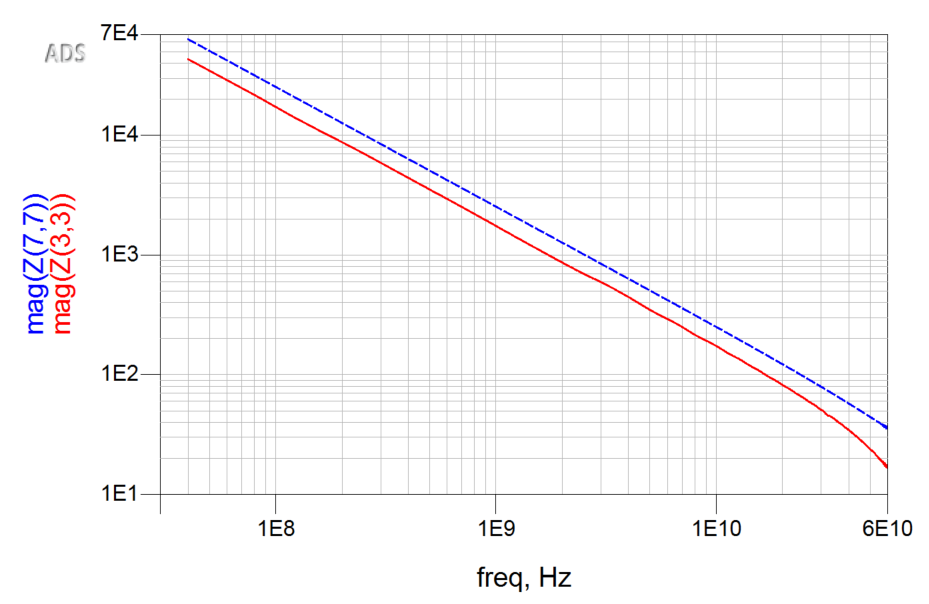 ADS
7E4
1E4
1E3
1E2
1E1
mag(Z(7,7))
mag(Z(3,3))
1E8 1E9 1E10 6E10
freq, Hz